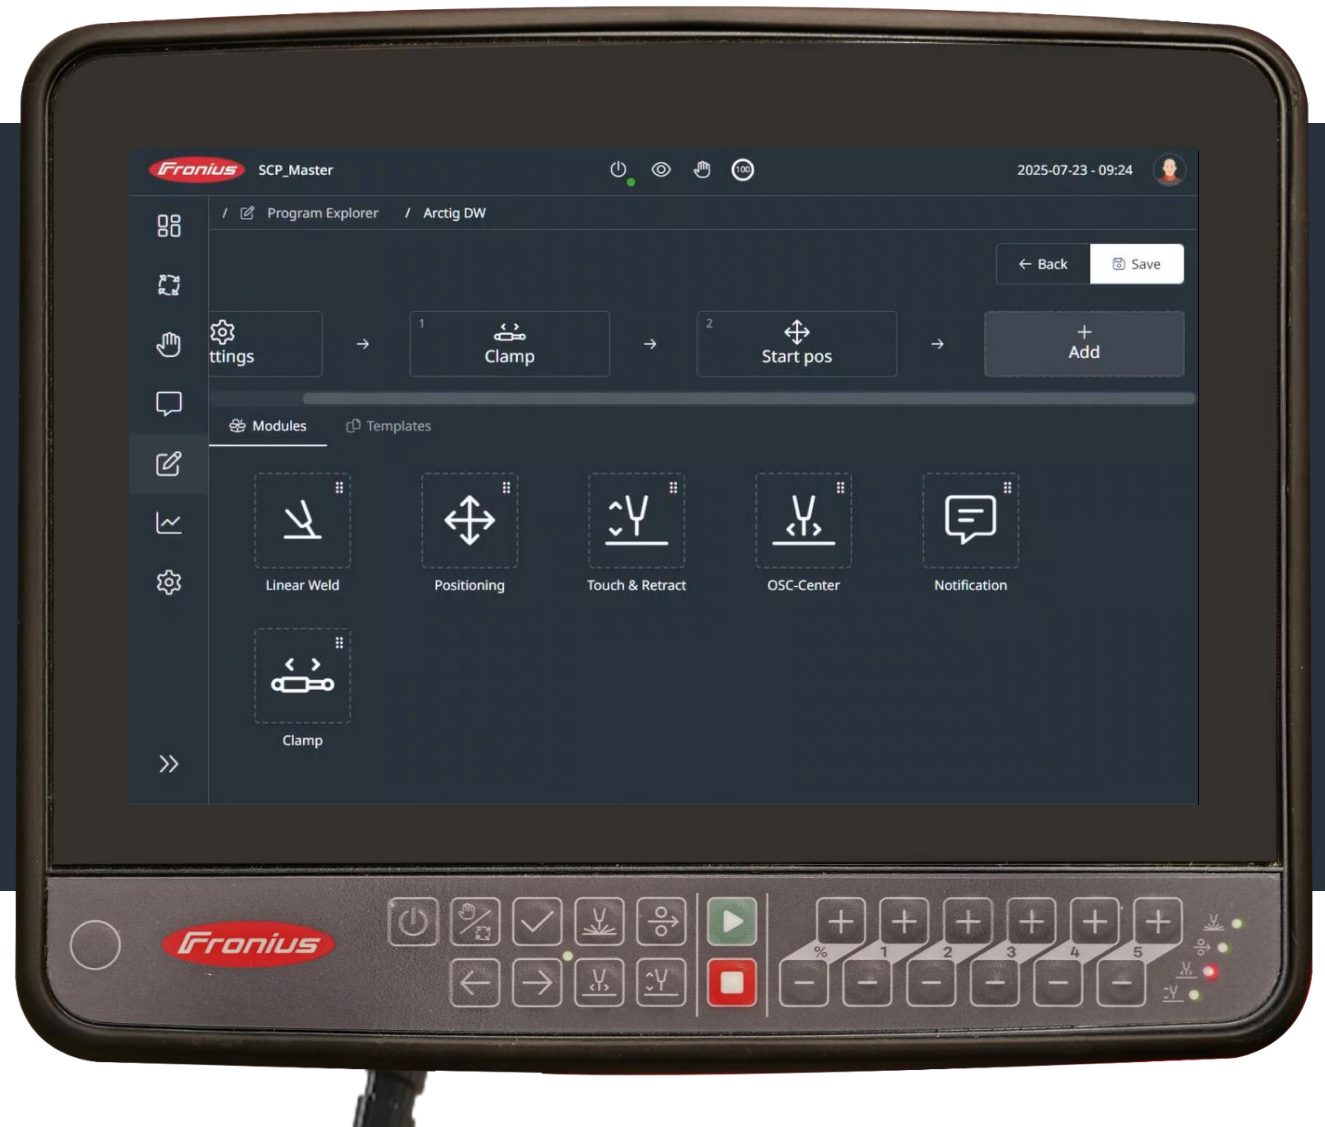 Fronius SCP_Master 100 2025-07-23 - 09:24
/ Program Explorer / Arctig DW
← Back Save
ttings → 1 Clamp → 2 Start pos → + Add
Modules Templates
Linear Weld Positioning Touch & Retract OSC-Center Notification
Clamp
Fronius
% 1 2 3 4 5